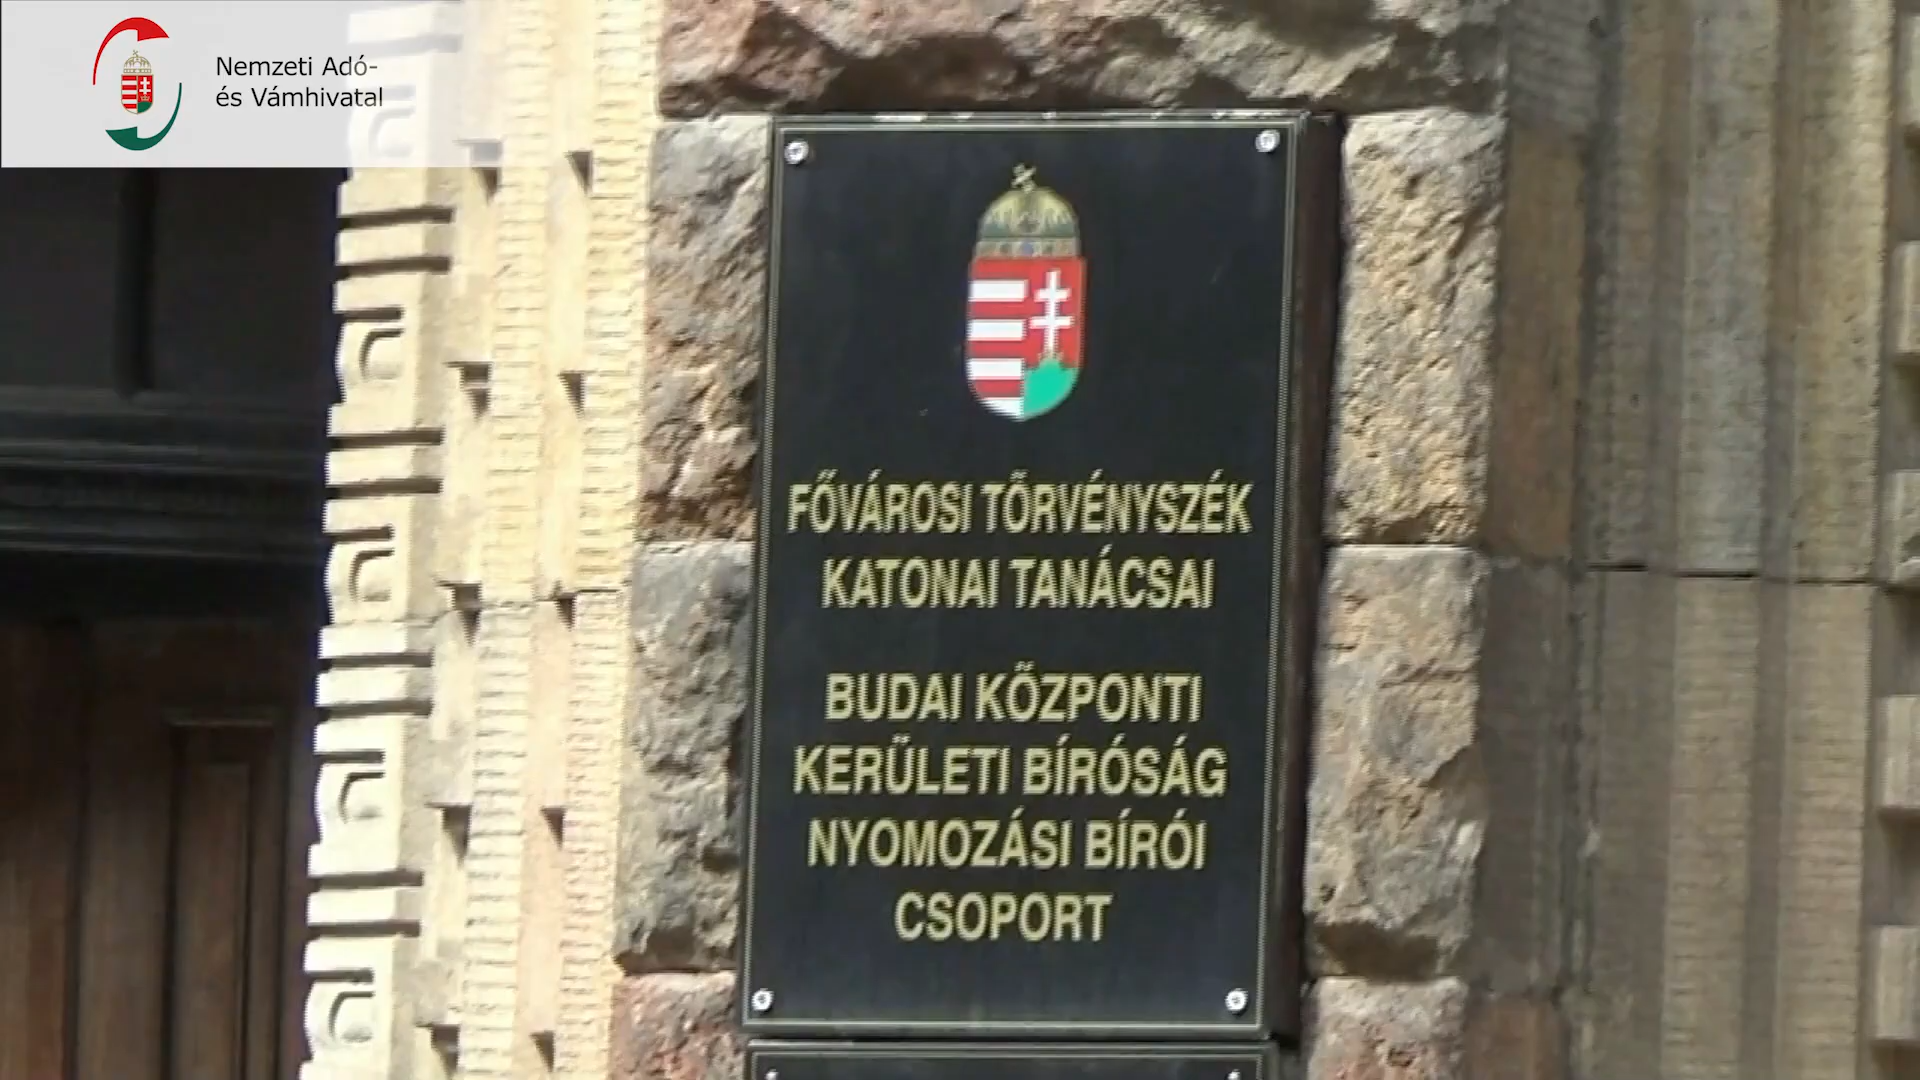 Nemzeti Adó-
és Vámhivatal
FŐVÁROSI TÖRVÉNYSZÉK
KATONAI TANÁCSAI
BUDAI KÖZPONTI
KERÜLETI BÍRÓSÁG
NYOMOZÁSI BÍRÓI
CSOPORT